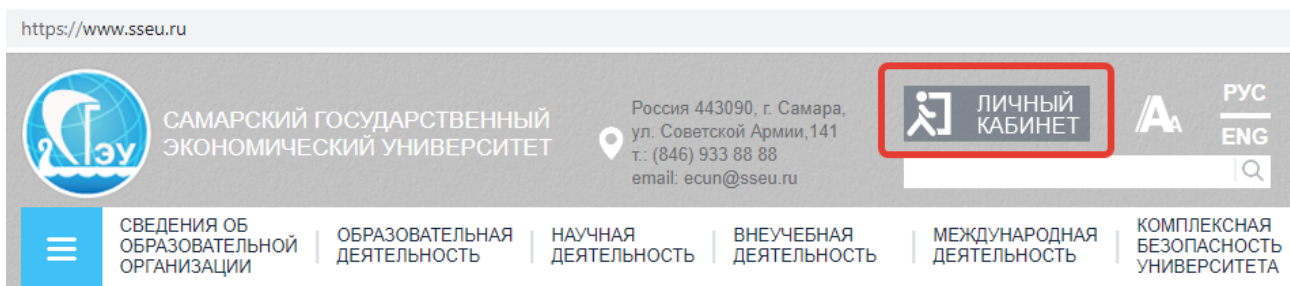 https://www.sseu.ru
САМАРСКИЙ ГОСУДАРСТВЕННЫЙ
ЭКОНОМИЧЕСКИЙ УНИВЕРСИТЕТ
Россия 443090, г. Самара,
ул. Советской Армии,141
т.: (846) 933 88 88
email: ecun@sseu.ru
ЛИЧНЫЙ
КАБИНЕТ
АА
РУС
ENG
СГЭУ
СВЕДЕНИЯ ОБ
ОБРАЗОВАТЕЛЬНОЙ
ОРГАНИЗАЦИИ
ОБРАЗОВАТЕЛЬНАЯ
ДЕЯТЕЛЬНОСТЬ
НАУЧНАЯ
ДЕЯТЕЛЬНОСТЬ
ВНЕУЧЕБНАЯ
ДЕЯТЕЛЬНОСТЬ
МЕЖДУНАРОДНАЯ
ДЕЯТЕЛЬНОСТЬ
КОМПЛЕКСНАЯ
БЕЗОПАСНОСТЬ
УНИВЕРСИТЕТА